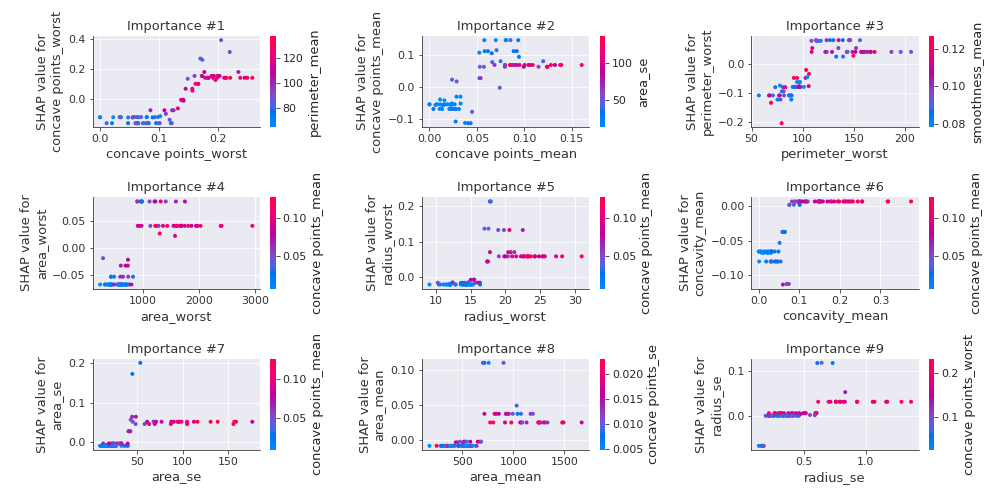 Importance #1
SHAP value for
concave points_worst
0.4
0.2
0.0
0.0
0.1
0.2
concave points_worst
120
100
80
perimeter_mean
Importance #2
SHAP value for
concave points_mean
0.1
0.0
−0.1
0.00
0.05
0.10
0.15
concave points_mean
100
50
area_se
Importance #3
SHAP value for
perimeter_worst
0.0
−0.1
−0.2
50
100
150
200
perimeter_worst
0.12
0.10
0.08
smoothness_mean
Importance #4
SHAP value for
area_worst
0.05
0.00
−0.05
1000
2000
3000
area_worst
0.10
0.05
concave points_mean
Importance #5
SHAP value for
radius_worst
0.2
0.1
0.0
10
15
20
25
30
radius_worst
0.10
0.05
concave points_mean
Importance #6
SHAP value for
concavity_mean
0.00
−0.05
−0.10
0.0
0.1
0.2
0.3
concavity_mean
0.10
0.05
concave points_mean
Importance #7
SHAP value for
area_se
0.2
0.1
0.0
50
100
150
area_se
0.10
0.05
concave points_mean
Importance #8
SHAP value for
area_mean
0.10
0.05
0.00
500
1000
1500
area_mean
0.020
0.015
0.010
0.005
concave points_se
Importance #9
SHAP value for
radius_se
0.1
0.0
0.5
1.0
radius_se
0.2
0.1
concave points_worst